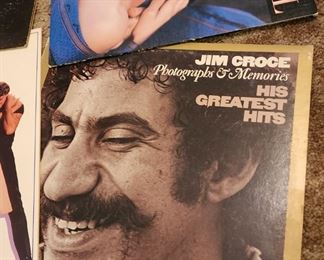 JIM CROCE
Photographs & Memories
HIS
GREATEST
HITS